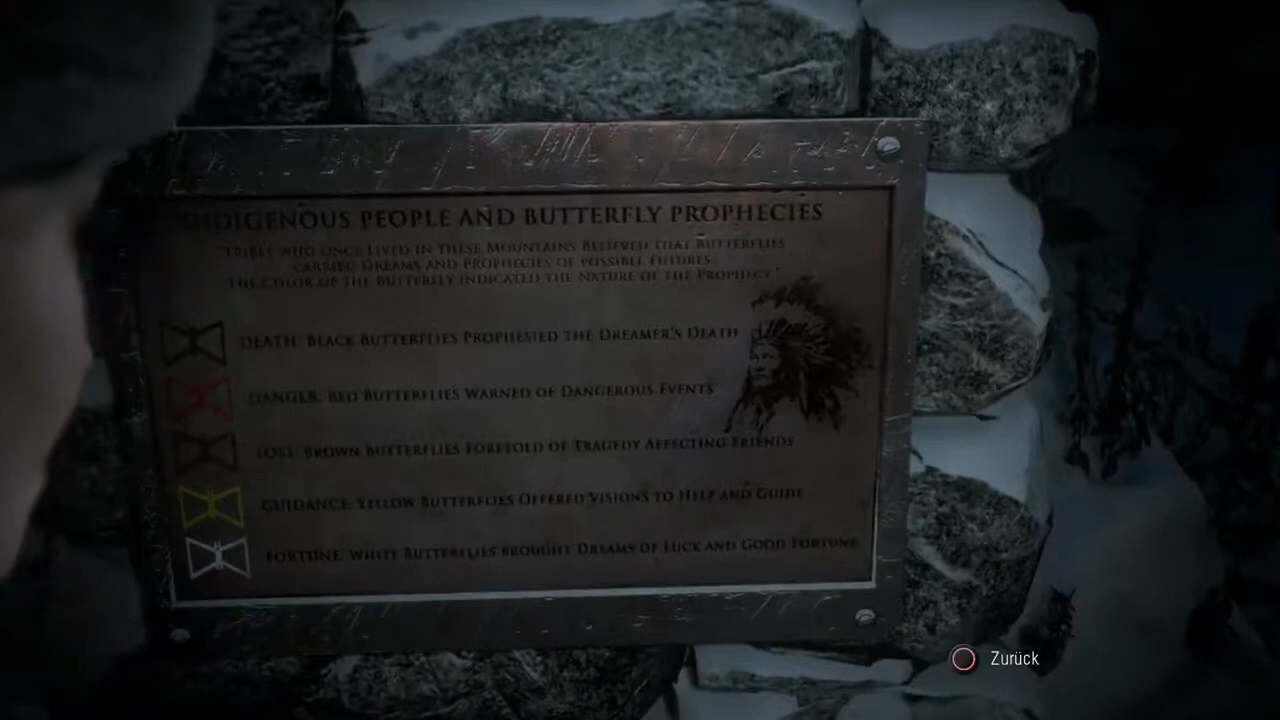 INDIGENOUS PEOPLE AND BUTTERFLY PROPHECIES
TRIBES WHO ONCE LIVED IN THESE MOUNTAINS BELIEVED THAT BUTTERFLIES
CARRIED DREAMS AND PROPHECIES OF POSSIBLE FUTURES
THE COLOR OF THE BUTTERFLY INDICATED THE NATURE OF THE PROPHECY
DEATH: BLACK BUTTERFLIES PROPHESIED THE DREAMER'S DEATH
DANGER: RED BUTTERFLIES WARNED OF DANGEROUS EVENTS
LOSS: BROWN BUTTERFLIES FORETOLD OF TRAGEDY AFFECTING FRIENDS
GUIDANCE: YELLOW BUTTERFLIES OFFERED VISIONS TO HELP AND GUIDE
FORTUNE: WHITE BUTTERFLIES BROUGHT DREAMS OF LUCK AND GOOD FORTUNE
Zurück